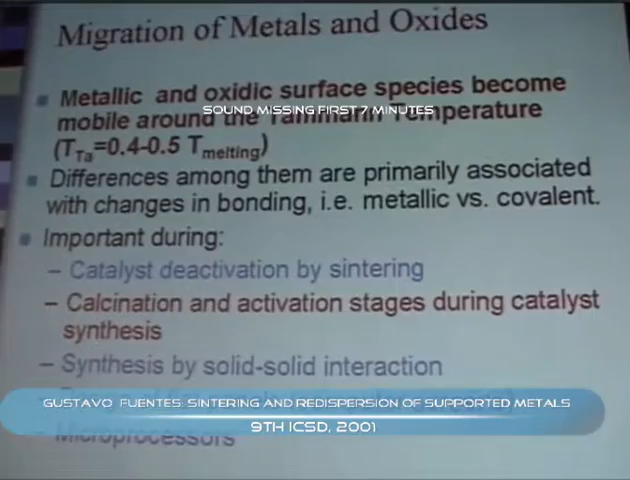 Migration of Metals and Oxides
Metallic and oxidic surface species become
SOUND MISSING FIRST 7 MINUTES
mobile around the Tammann Temperature
(TTa=0.4-0.5 Tmelting)
Differences among them are primarily associated
with changes in bonding, i.e. metallic vs. covalent.
Important during:
– Catalyst deactivation by sintering
– Calcination and activation stages during catalyst
synthesis
– Synthesis by solid-solid interaction
GUSTAVO FUENTES: SINTERING AND REDISPERSION OF SUPPORTED METALS
9TH ICSD, 2001
– Microprocessors